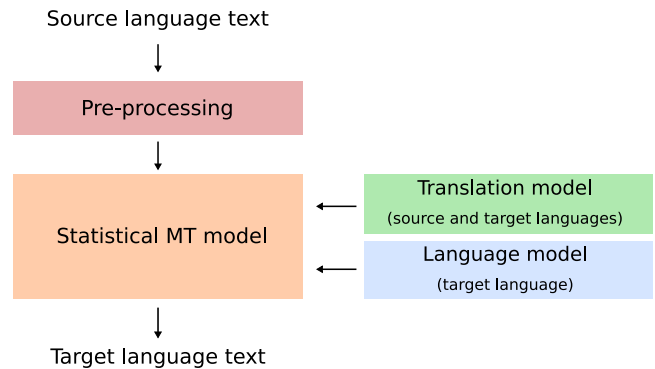 Source language text
Pre-processing
Statistical MT model
Translation model
(source and target languages)
Language model
(target language)
Target language text